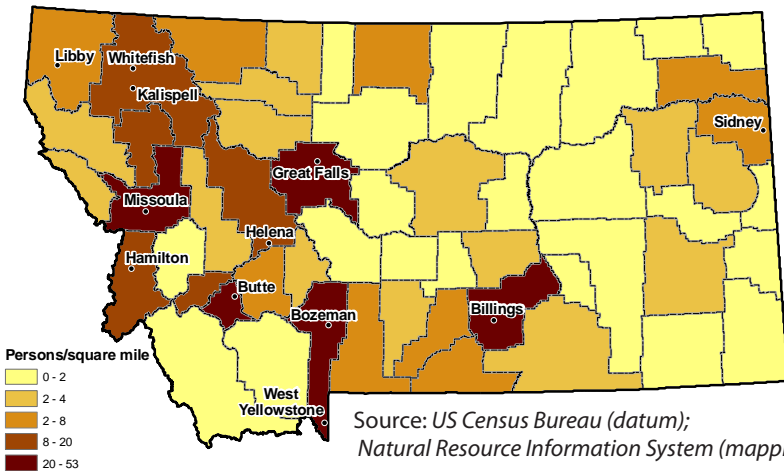 Libby
Whitefish
Kalispell
Sidney
Great Falls
Missoula
Helena
Hamilton
Butte
Bozeman
Billings
West
Yellowstone
Persons/square mile
0 - 2
2 - 4
2 - 8
8 - 20
20 - 53
Source: US Census Bureau (datum);
Natural Resource Information System (mapp